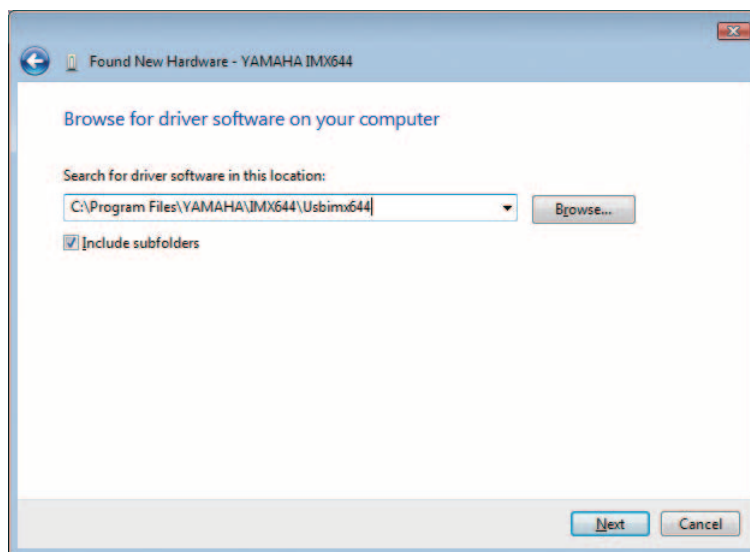 Found New Hardware - YAMAHA IMX644
Browse for driver software on your computer
Search for driver software in this location:
C:\Program Files\YAMAHA\IMX644\Usbimx644
Browse...
Include subfolders
Next
Cancel